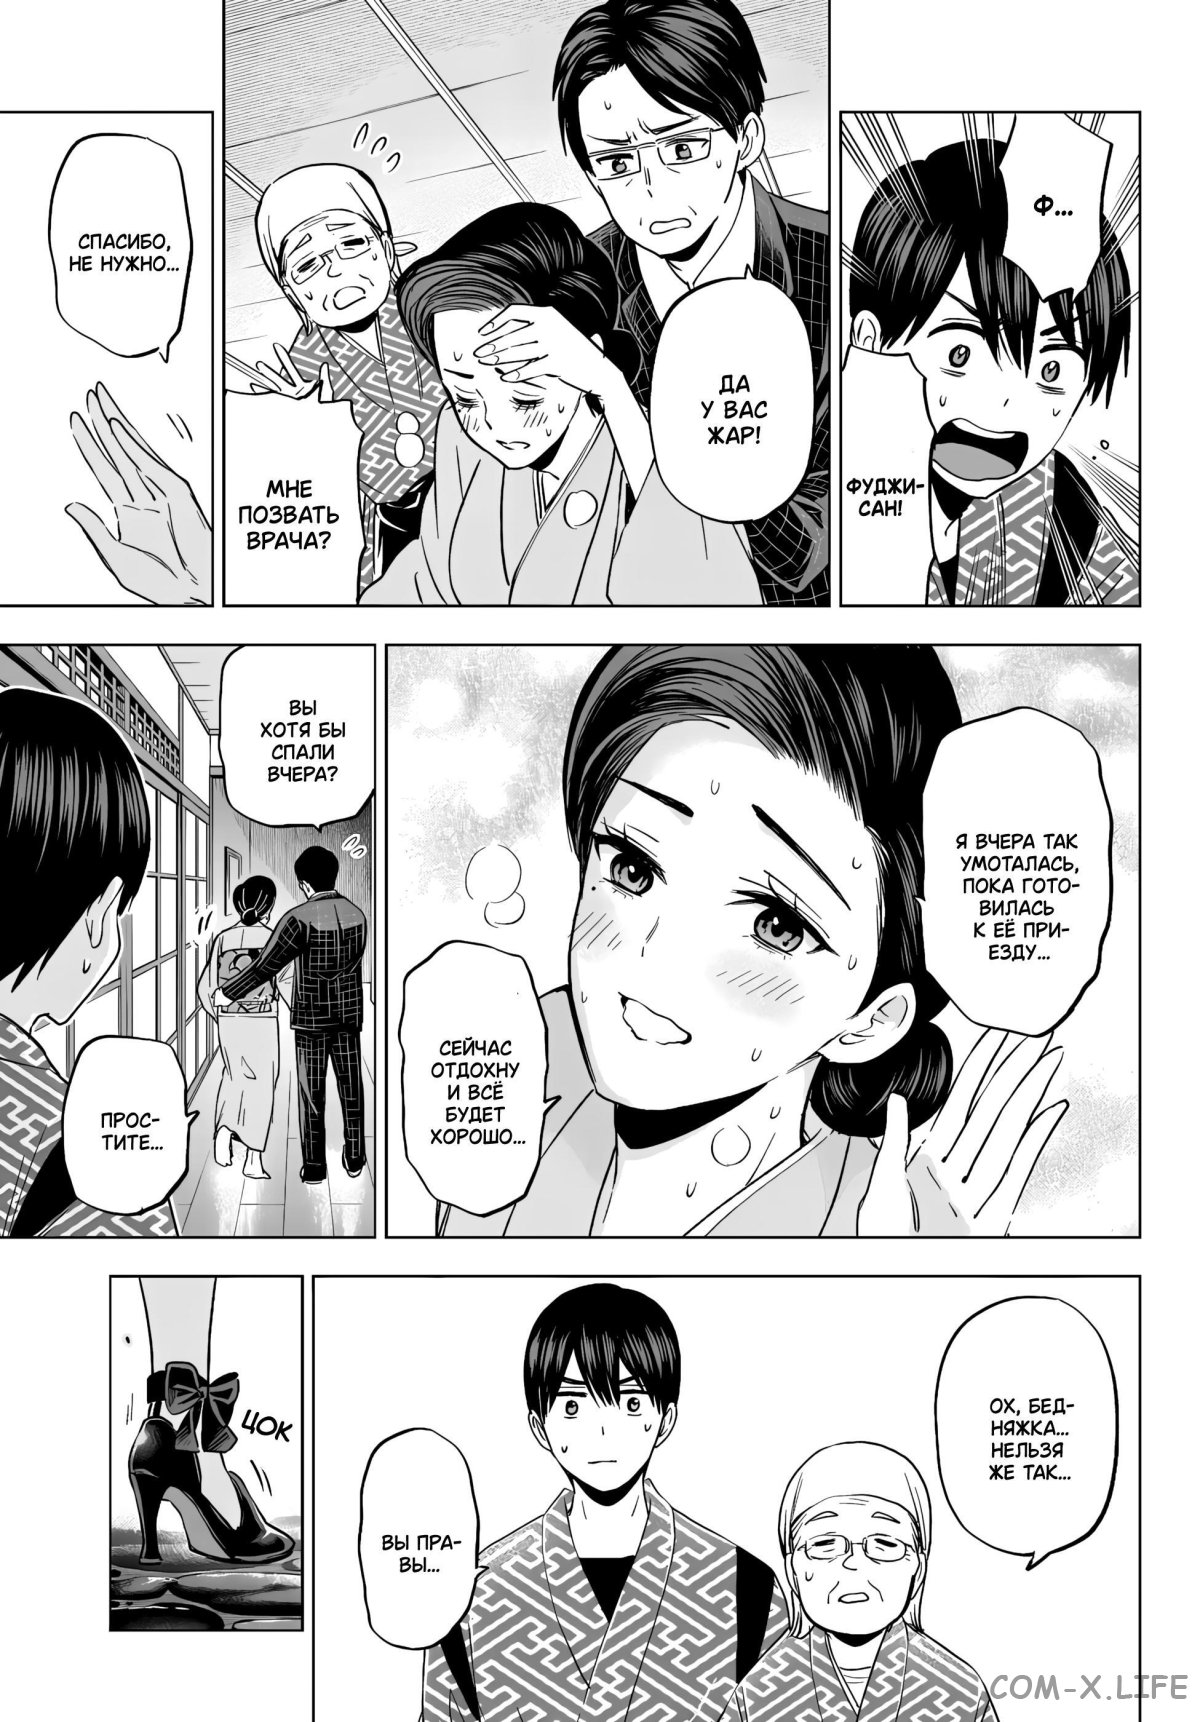 Ф...
ФУДЖИ-
САН!
ДА
У ВАС
ЖАР!
МНЕ
ПОЗВАТЬ
ВРАЧА?
СПАСИБО,
НЕ НУЖНО...
Я ВЧЕРА ТАК
УМОТАЛАСЬ,
ПОКА ГОТО-
ВИЛАСЬ
К ЕЁ ПРИ-
ЕЗДУ...
СЕЙЧАС
ОТДОХНУ
И ВСЁ
БУДЕТ
ХОРОШО...
ВЫ
ХОТЯ БЫ
СПАЛИ
ВЧЕРА?
ПРОС-
ТИТЕ...
ОХ, БЕД-
НЯЖКА...
НЕЛЬЗЯ
ЖЕ ТАК...
ВЫ ПРА-
ВЫ...
ЦОК
COM-X.LIFE